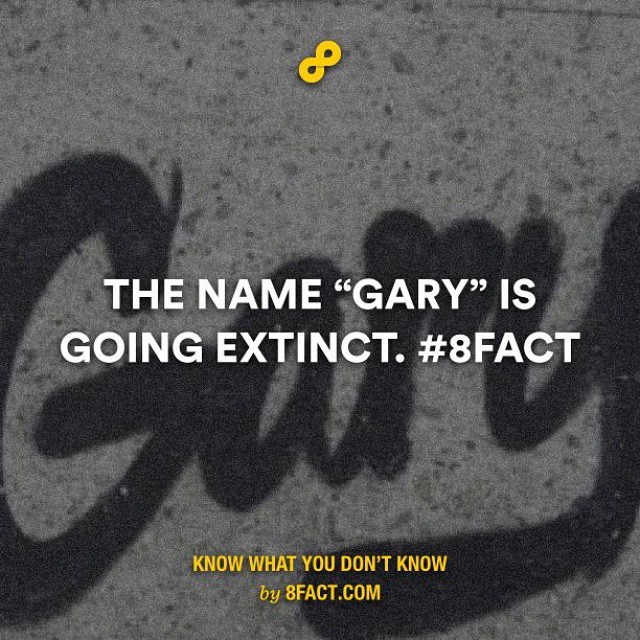 Gary
THE NAME “GARY” IS
GOING EXTINCT. #8FACT
KNOW WHAT YOU DON'T KNOW
by 8FACT.COM